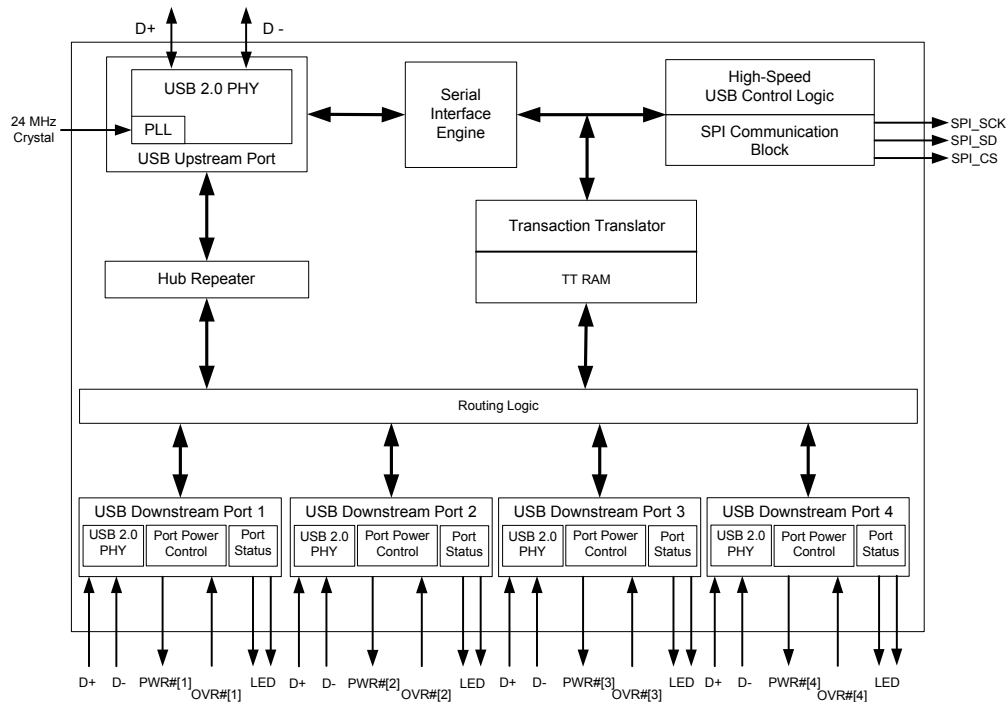 D+
D -
USB 2.0 PHY
PLL
24 MHz
Crystal
USB Upstream Port
Serial
Interface
Engine
High-Speed
USB Control Logic
SPI Communication
Block
SPI_SCK
SPI_SD
SPI_CS
Transaction Translator
TT RAM
Hub Repeater
Routing Logic
USB Downstream Port 1
USB 2.0
PHY
Port Power
Control
Port
Status
USB Downstream Port 2
USB 2.0
PHY
Port Power
Control
Port
Status
USB Downstream Port 3
USB 2.0
PHY
Port Power
Control
Port
Status
USB Downstream Port 4
USB 2.0
PHY
Port Power
Control
Port
Status
D+
D-
PWR#[1]
OVR#[1]
LED
D+
D-
PWR#[2]
OVR#[2]
LED
D+
D-
PWR#[3]
OVR#[3]
LED
D+
D-
PWR#[4]
OVR#[4]
LED